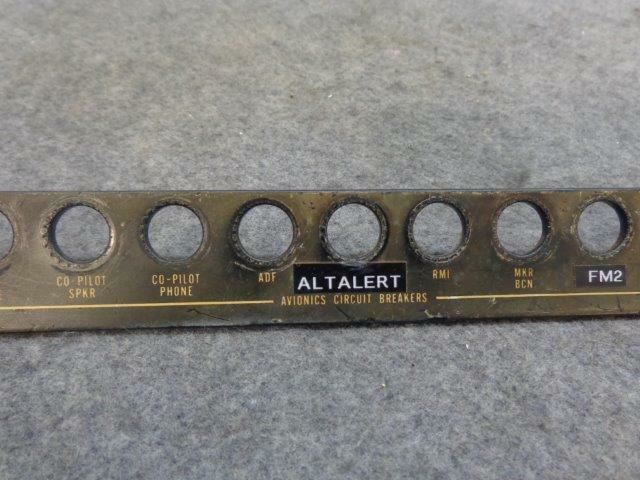 CO-PILOT
SPKR
CO-PILOT
PHONE
ADF
ALTALERT
RMI
MKR
BCN
FM2
AVIONICS CIRCUIT BREAKERS